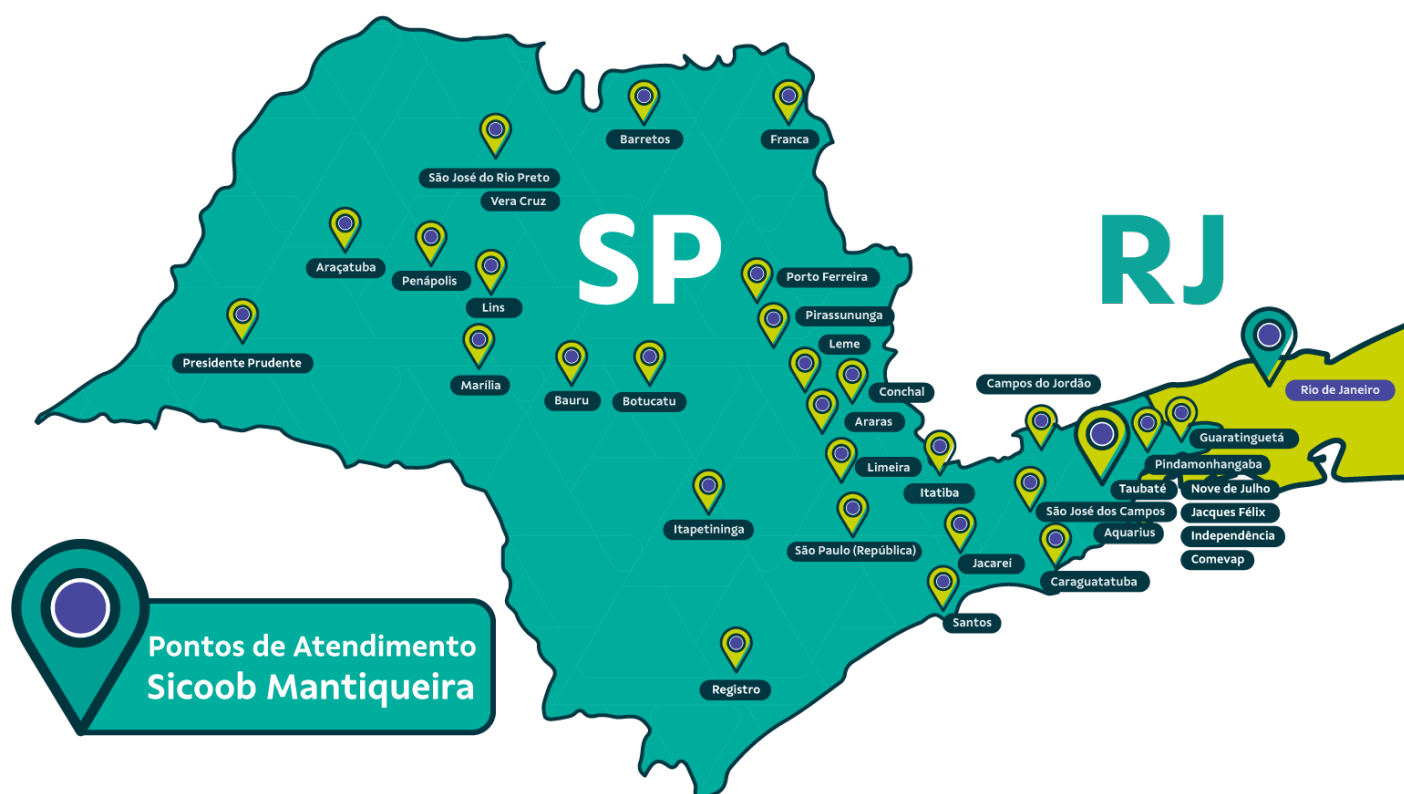 Barretos
Franca
São José do Rio Preto
Vera Cruz
SP
RJ
Araçatuba
Penápolis
Lins
Porto Ferreira
Pirassununga
Leme
Presidente Prudente
Marília
Bauru
Botucatu
Conchal
Araras
Campos do Jordão
Rio de Janeiro
Guaratinguetá
Limeira
Itatiba
Pindamonhangaba
Taubaté
Nove de Julho
São José dos Campos
Jacques Félix
Itapetininga
Aquarius
Independência
São Paulo (República)
Jacareí
Comevap
Caraguatatuba
Santos
Registro
Pontos de Atendimento
Sicoob Mantiqueira